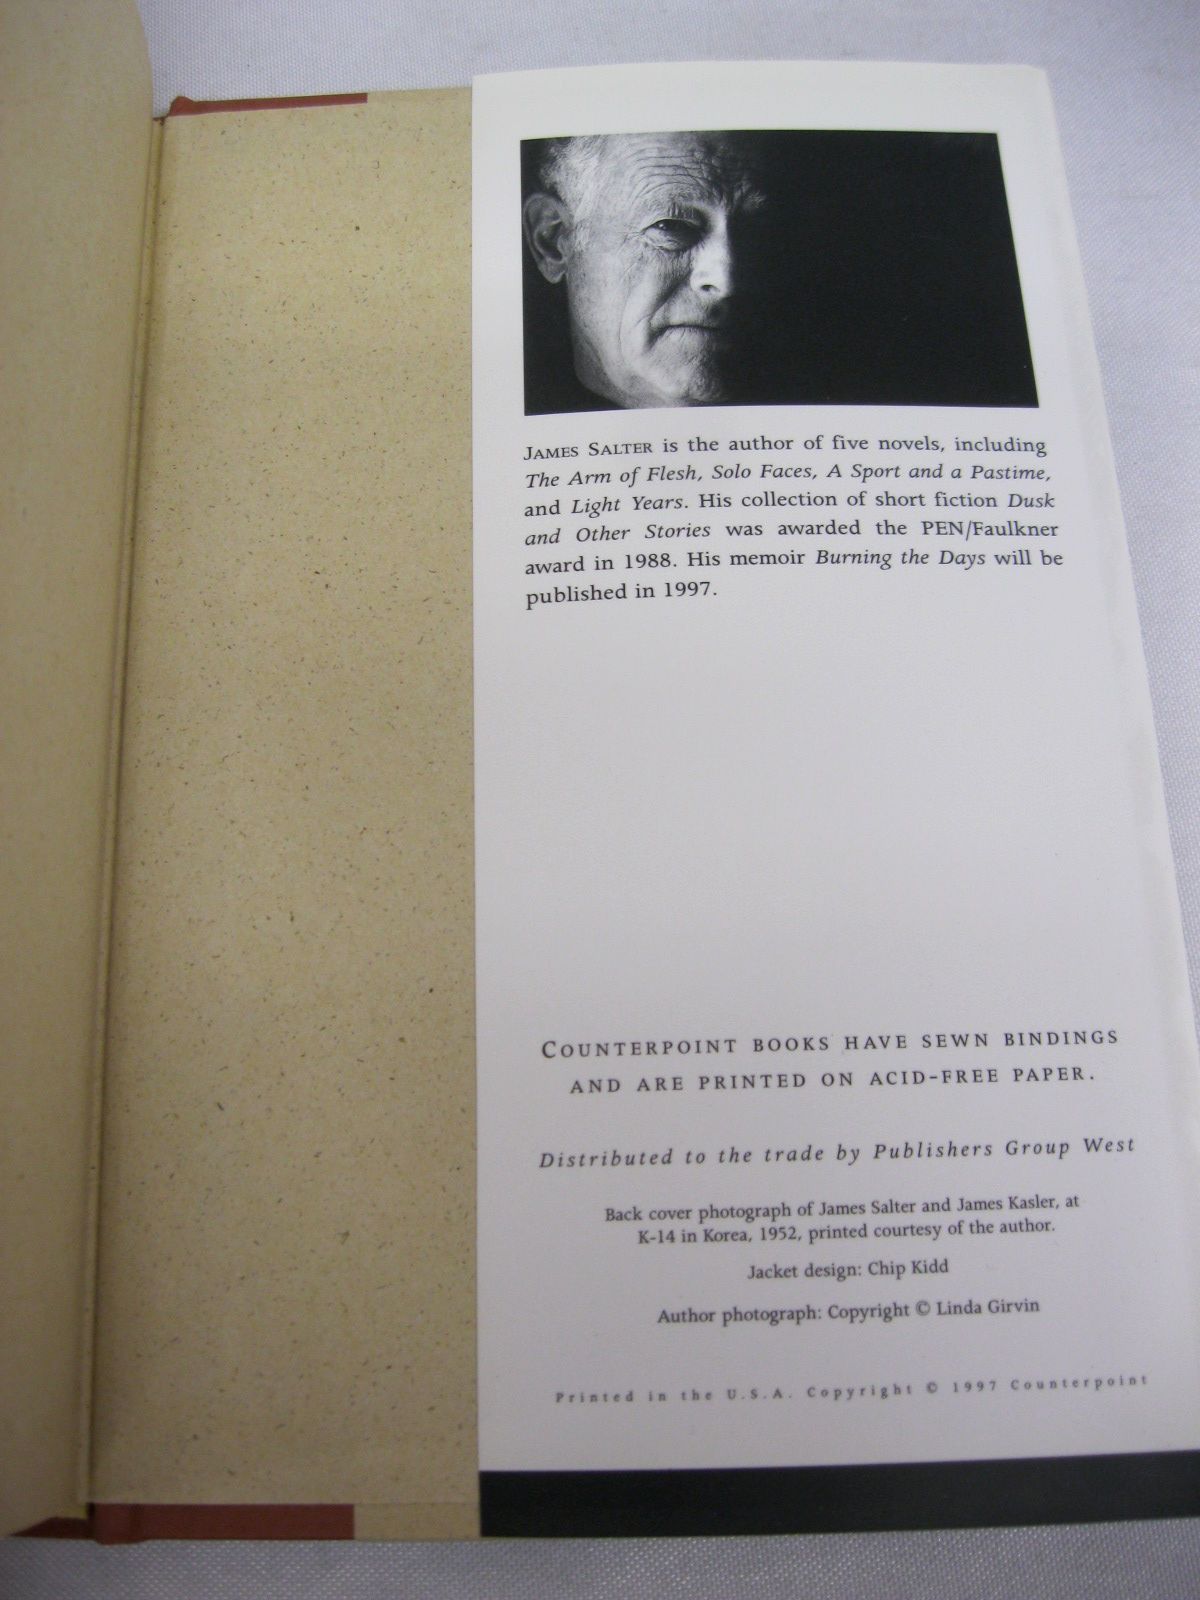 JAMES SALTER is the author of five novels, including
The Arm of Flesh, Solo Faces, A Sport and a Pastime,
and Light Years. His collection of short fiction Dusk
and Other Stories was awarded the PEN/Faulkner
award in 1988. His memoir Burning the Days will be
published in 1997.
COUNTERPOINT BOOKS HAVE SEWN BINDINGS
AND ARE PRINTED ON ACID-FREE PAPER.
Distributed to the trade by Publishers Group West
Back cover photograph of James Salter and James Kasler, at
K-14 in Korea, 1952, printed courtesy of the author.
Jacket design: Chip Kidd
Author photograph: Copyright © Linda Girvin
Printed in the U.S.A. Copyright © 1997 Counterpoint